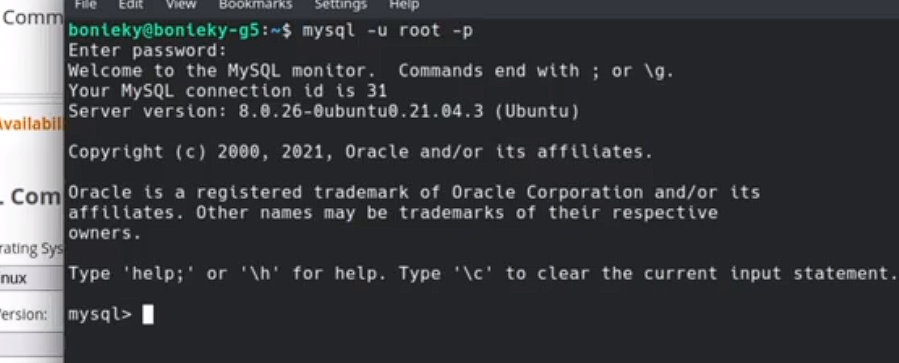 File Edit View Bookmarks Settings Help
Comm
bonieky@bonieky-g5:~$ mysql -u root -p
Enter password:
Welcome to the MySQL monitor.  Commands end with ; or \g.
Your MySQL connection id is 31
Server version: 8.0.26-0ubuntu0.21.04.3 (Ubuntu)
Availabil
Copyright (c) 2000, 2021, Oracle and/or its affiliates.
. Com
Oracle is a registered trademark of Oracle Corporation and/or its
affiliates. Other names may be trademarks of their respective
owners.
rating Sys
nux
Type 'help;' or '\h' for help. Type '\c' to clear the current input statement.
ersion:
mysql>